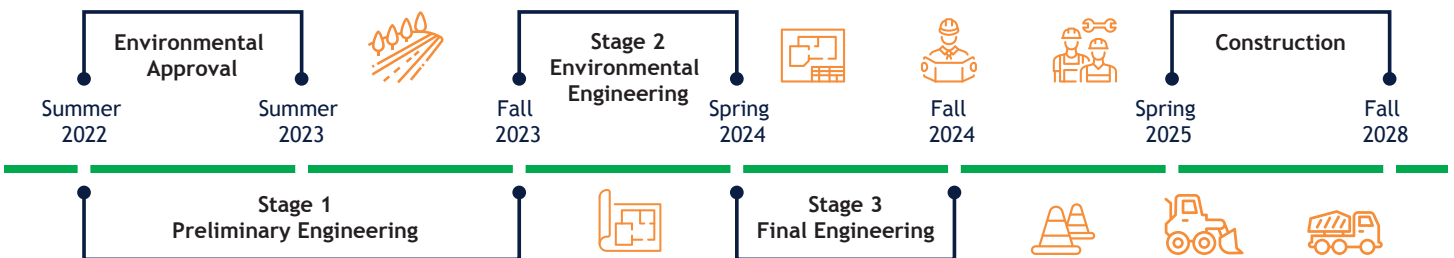 Environmental
Approval
Stage 2
Environmental
Engineering
Construction
Summer
2022
Summer
2023
Fall
2023
Spring
2024
Fall
2024
Spring
2025
Fall
2028
Stage 1
Preliminary Engineering
Stage 3
Final Engineering